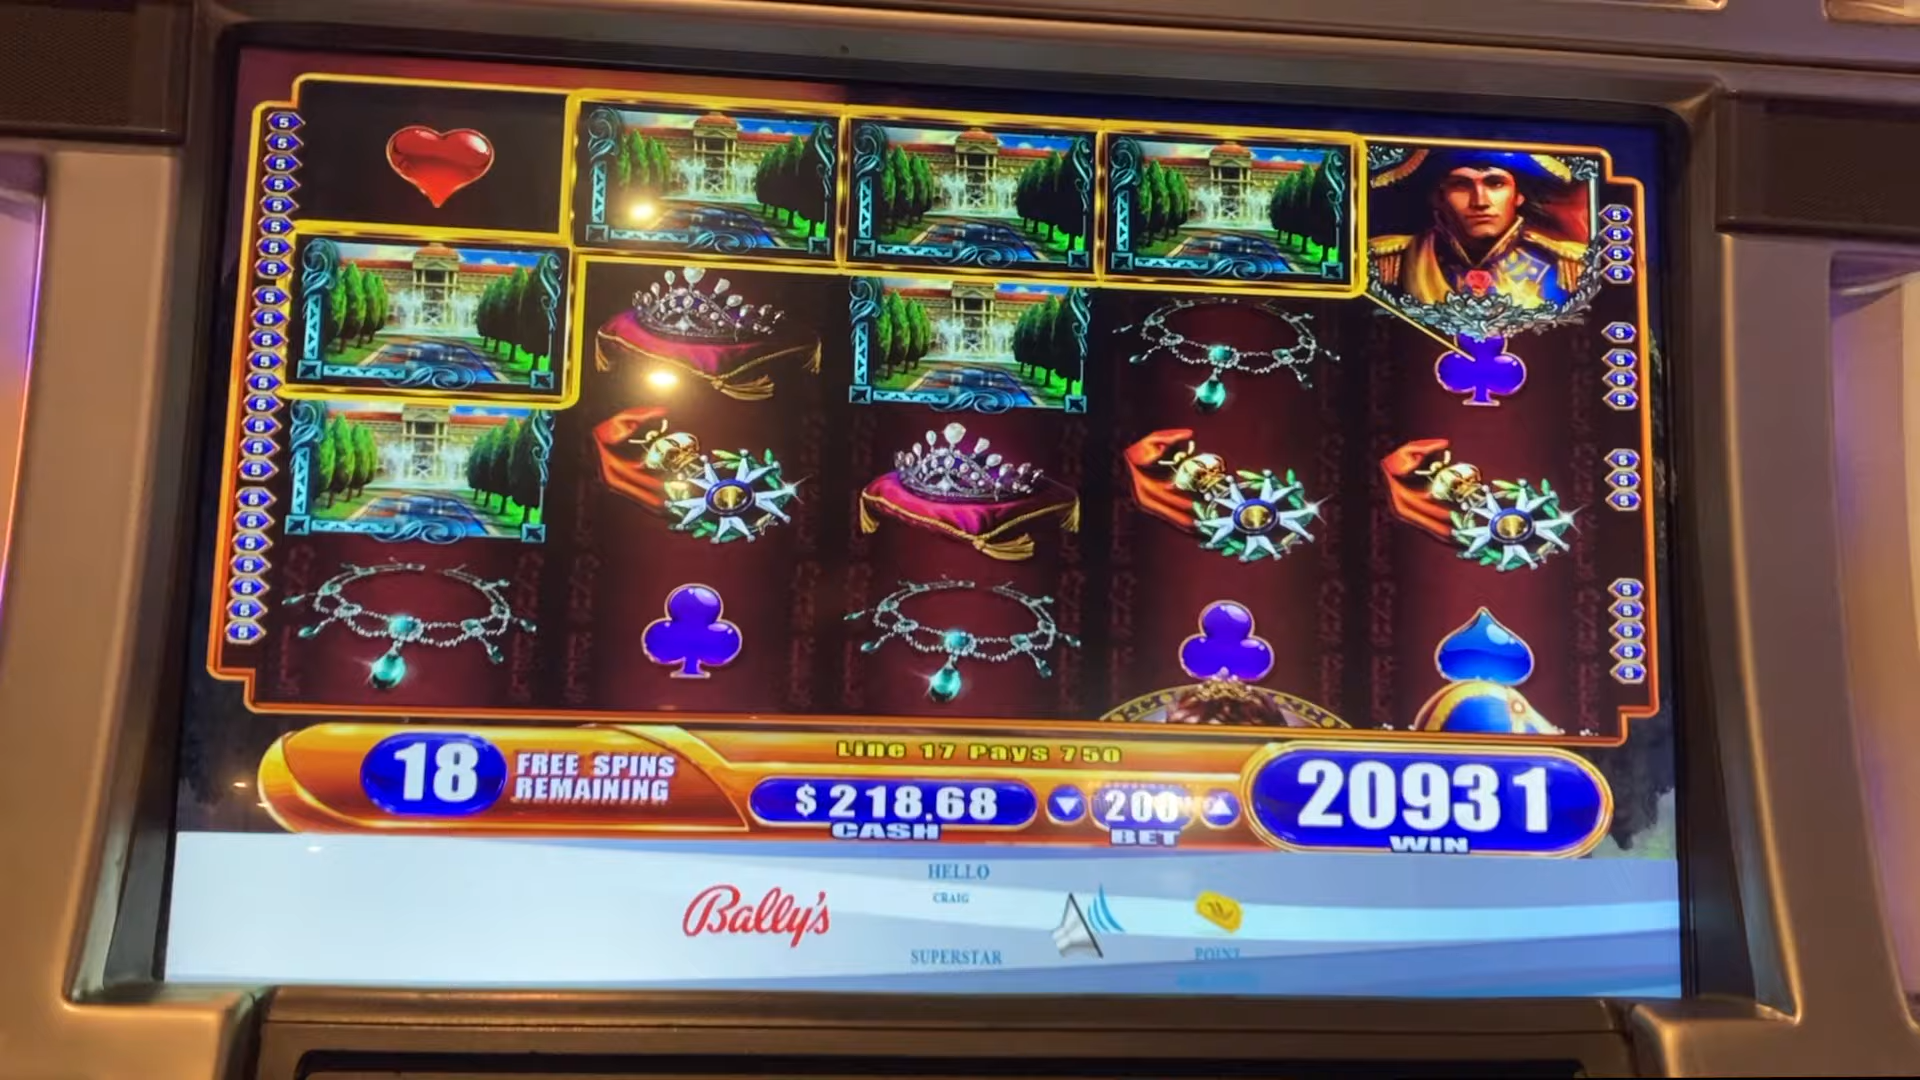 Line 17 Pays 750
18
FREE SPINS
REMAINING
$218.68
CASH
200
BET
20931
WIN
HELLO
CRAIG
Bally's
SUPERSTAR
POINT